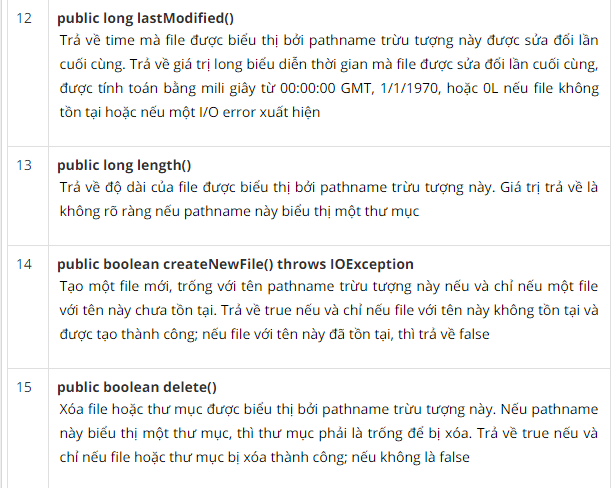 12 public long lastModified()
Trả về time mà file được biểu thị bởi pathname trừu tượng này được sửa đổi lần
cuối cùng. Trả về giá trị long biểu diễn thời gian mà file được sửa đổi lần cuối cùng,
được tính toán bằng mili giây từ 00:00:00 GMT, 1/1/1970, hoặc 0L nếu file không
tồn tại hoặc nếu một I/O error xuất hiện
13 public long length()
Trả về độ dài của file được biểu thị bởi pathname trừu tượng này. Giá trị trả về là
không rõ ràng nếu pathname này biểu thị một thư mục
14 public boolean createNewFile() throws IOException
Tạo một file mới, trống với tên pathname trừu tượng này nếu và chỉ nếu một file
với tên này chưa tồn tại. Trả về true nếu và chỉ nếu file với tên này không tồn tại và
được tạo thành công; nếu file với tên này đã tồn tại, thì trả về false
15 public boolean delete()
Xóa file hoặc thư mục được biểu thị bởi pathname trừu tượng này. Nếu pathname
này biểu thị một thư mục, thì thư mục phải là trống để bị xóa. Trả về true nếu và
chỉ nếu file hoặc thư mục bị xóa thành công; nếu không là false